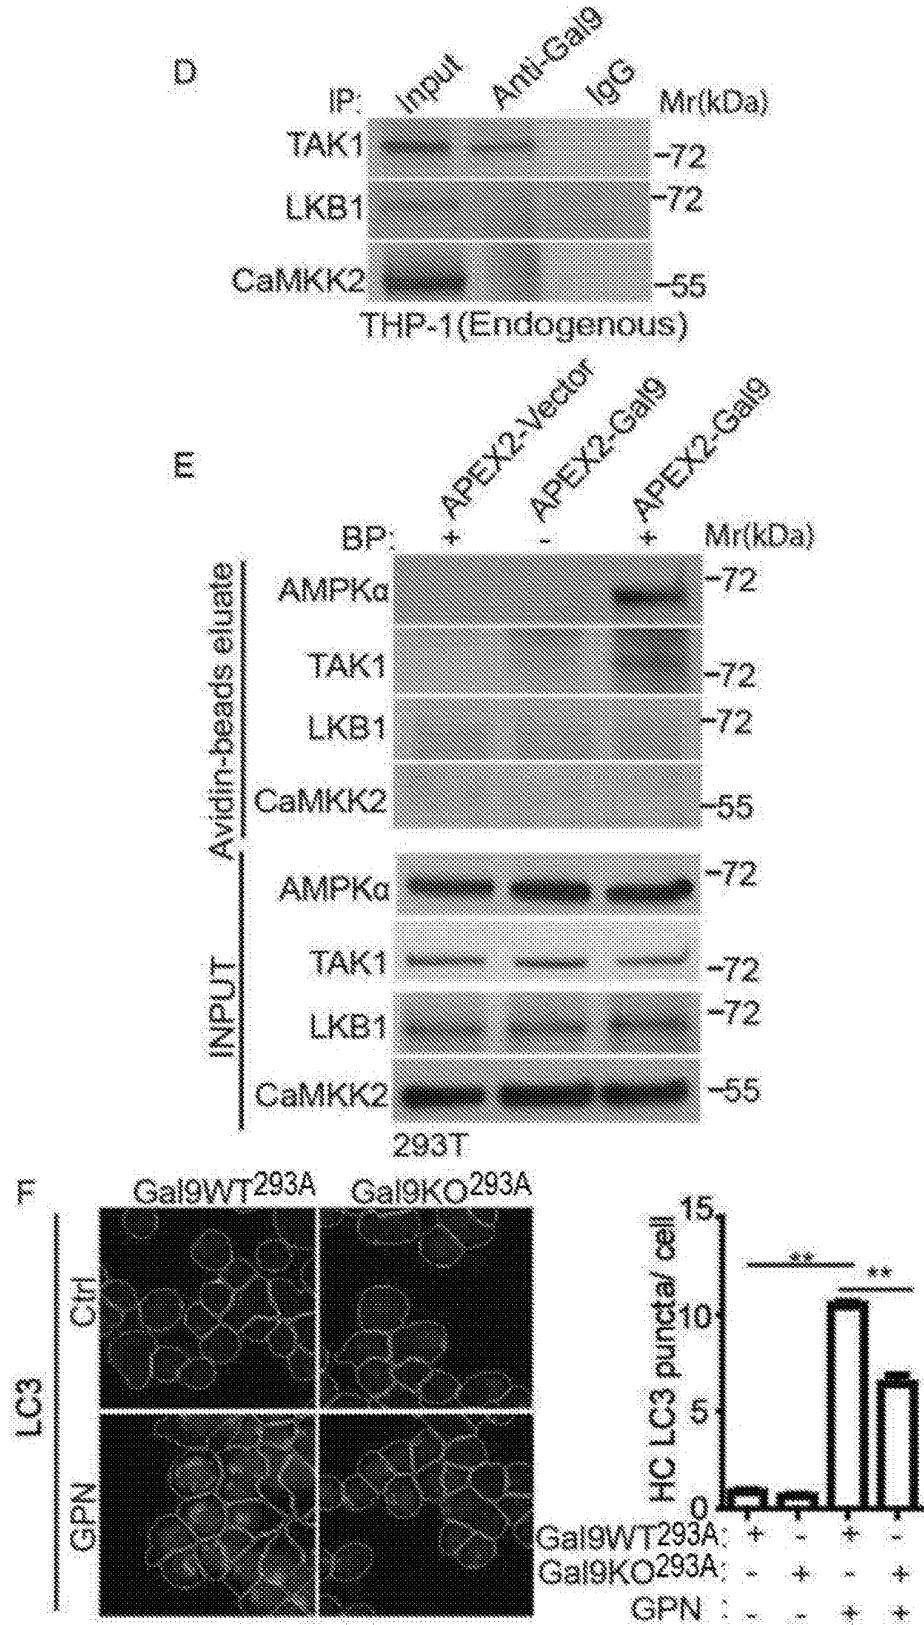 D
IP: Input Anti-Gal9 IgG Mr(kDa)
TAK1 –72
LKB1 –72
CaMKK2 –55
THP-1(Endogenous)
E
APEX2-Vector APEX2-Gal9 APEX2-Gal9
BP: + - + Mr(kDa)
Avidin-beads eluate
AMPKα –72
TAK1 –72
LKB1 –72
CaMKK2 –55
INPUT
AMPKα –72
TAK1 –72
LKB1 –72
CaMKK2 –55
293T
F
Gal9WT293A Gal9KO293A
LC3
Ctrl
GPN
HC LC3 puncta/ cell
15
10
5
0
** **
Gal9WT293A: + - + -
Gal9KO293A: - + - +
GPN : - - + +